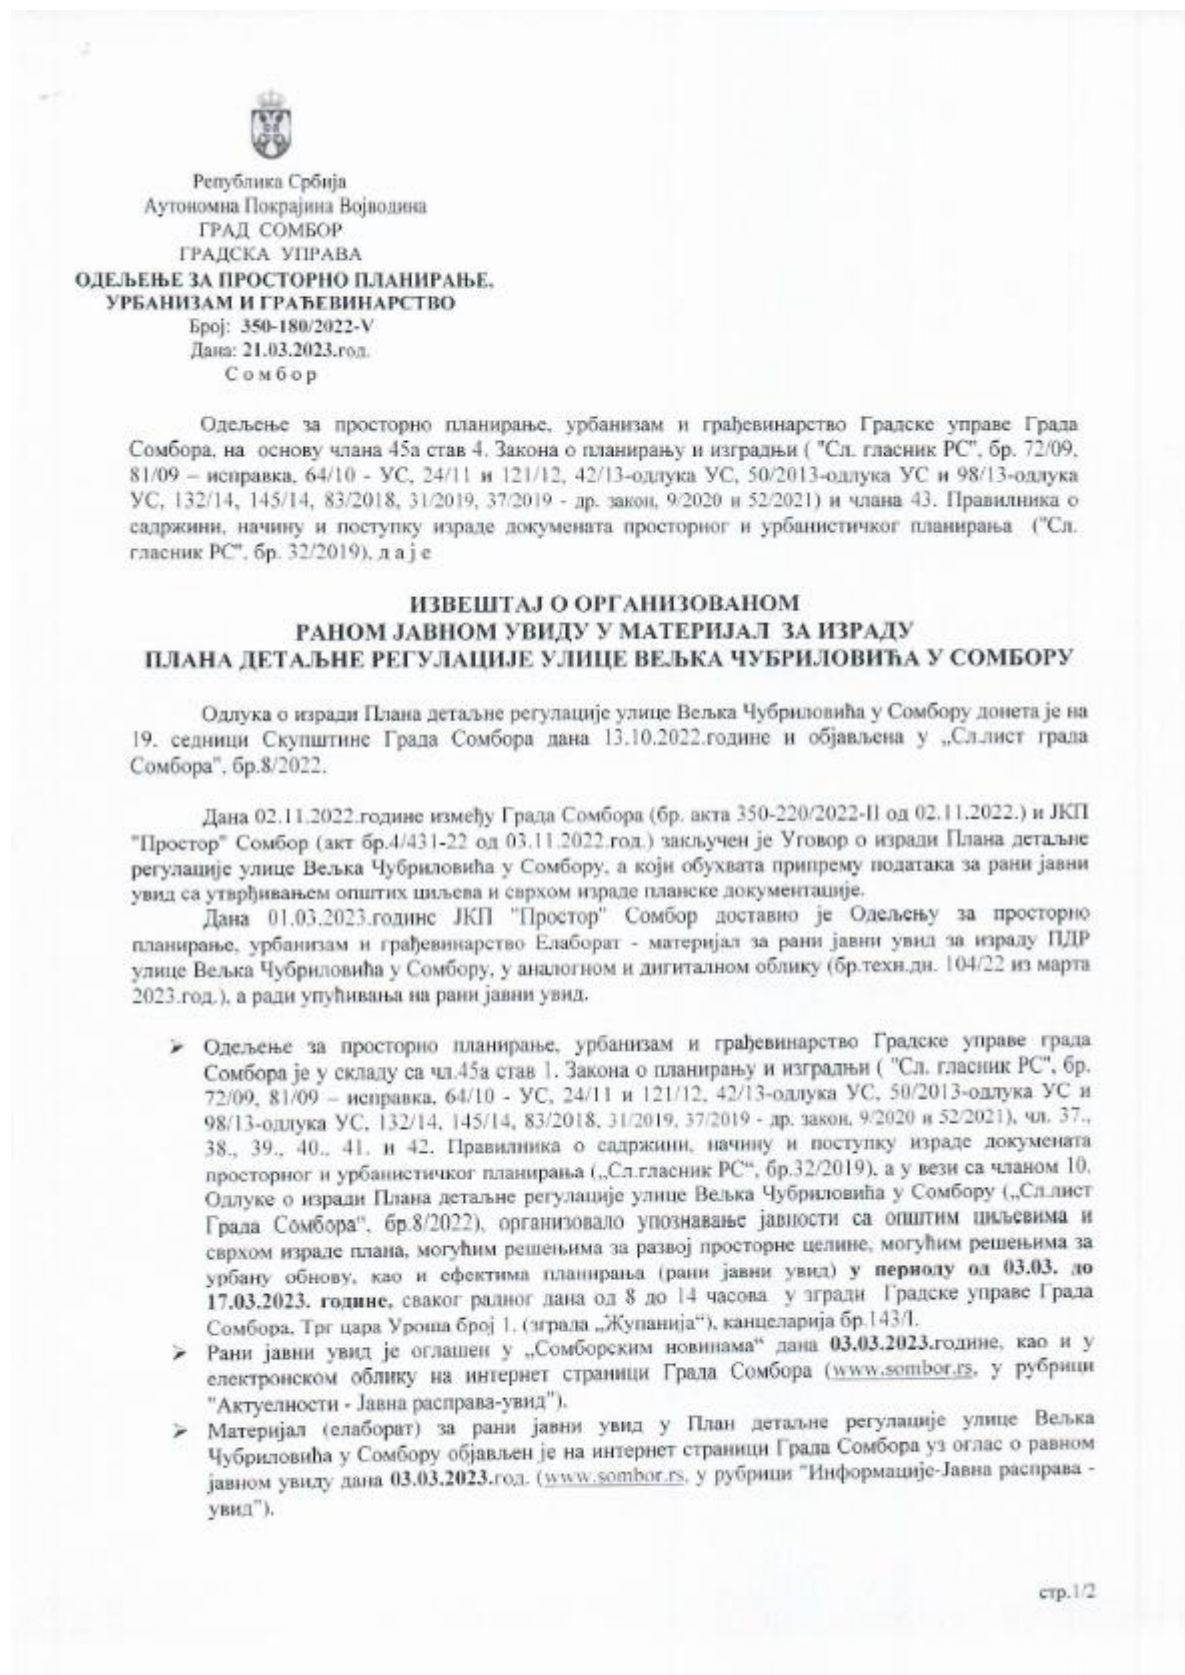 Република Србија
Аутономна Покрајина Војводина
ГРАД СОМБОР
ГРАДСКА УПРАВА
ОДЕЉЕЊЕ ЗА ПРОСТОРНО ПЛАНИРАЊЕ,
УРБАНИЗАМ И ГРАЂЕВИНАРСТВО
Број: 350-180/2022-V
Дана: 21.03.2023.год.
С о м б о р
Одељење за просторно планирање, урбанизам и грађевинарство Градске управе Града
Сомбора, на основу члана 45а став 4. Закона о планирању и изградњи ( "Сл. гласник РС", бр. 72/09,
81/09 – исправка, 64/10 - УС, 24/11 и 121/12, 42/13-одлука УС, 50/2013-одлука УС и 98/13-одлука
УС, 132/14, 145/14, 83/2018, 31/2019, 37/2019 - др. закон, 9/2020 и 52/2021) и члана 43. Правилника о
садржини, начину и поступку израде докумената просторног и урбанистичког планирања ("Сл.
гласник РС", бр. 32/2019), д а ј е
ИЗВЕШТАЈ О ОРГАНИЗОВАНОМ
РАНОМ ЈАВНОМ УВИДУ У МАТЕРИЈАЛ ЗА ИЗРАДУ
ПЛАНА ДЕТАЉНЕ РЕГУЛАЦИЈЕ УЛИЦЕ ВЕЉКА ЧУБРИЛОВИЋА У СОМБОРУ
Одлука о изради Плана детаљне регулације улице Вељка Чубриловића у Сомбору донета је на
19. седници Скупштине Града Сомбора дана 13.10.2022.године и објављена у „Сл.лист града
Сомбора", бр.8/2022.
Дана 02.11.2022.године између Града Сомбора (бр. акта 350-220/2022-II од 02.11.2022.) и ЈКП
"Простор" Сомбор (акт бр.4/431-22 од 03.11.2022.год.) закључен је Уговор о изради Плана детаљне
регулације улице Вељка Чубриловића у Сомбору, а који обухвата припрему података за рани јавни
увид са утврђивањем општих циљева и сврхом израде планске документације.
Дана 01.03.2023.године ЈКП "Простор" Сомбор доставио је Одељењу за просторно
планирање, урбанизам и грађевинарство Елаборат - материјал за рани јавни увид за израду ПДР
улице Вељка Чубриловића у Сомбору, у аналогном и дигиталном облику (бр.техн.дн. 104/22 из марта
2023.год.), а ради упућивања на рани јавни увид.
➢ Одељење за просторно планирање, урбанизам и грађевинарство Градске управе града
Сомбора је у складу са чл.45а став 1. Закона о планирању и изградњи ( "Сл. гласник РС", бр.
72/09, 81/09 – исправка, 64/10 - УС, 24/11 и 121/12, 42/13-одлука УС, 50/2013-одлука УС и
98/13-одлука УС, 132/14, 145/14, 83/2018, 31/2019, 37/2019 - др. закон, 9/2020 и 52/2021), чл. 37.,
38., 39., 40., 41. и 42. Правилника о садржини, начину и поступку израде докумената
просторног и урбанистичког планирања („Сл.гласник РС“, бр.32/2019), а у вези са чланом 10.
Одлуке о изради Плана детаљне регулације улице Вељка Чубриловића у Сомбору („Сл.лист
Града Сомбора“, бр.8/2022), организовало упознавање јавности са општим циљевима и
сврхом израде плана, могућим решењима за развој просторне целине, могућим решењима за
урбану обнову, као и ефектима планирања (рани јавни увид) у периоду од 03.03. до
17.03.2023. године, сваког радног дана од 8 до 14 часова у згради Градске управе Града
Сомбора, Трг цара Уроша број 1. (зграла „Жупанија“), канцеларија бр.143/I.
➢ Рани јавни увид је оглашен у „Сомборским новинама“ дана 03.03.2023.године, као и у
електронском облику на интернет страници Града Сомбора (www.sombor.rs, у рубрици
"Актуелности - Јавна расправа-увид").
➢ Материјал (елаборат) за рани јавни увид у План детаљне регулације улице Вељка
Чубриловића у Сомбору објављен је на интернет страници Града Сомбора уз оглас о равном
јавном увиду дана 03.03.2023.год. (www.sombor.rs, у рубрици "Информације-Јавна расправа -
увид").
стр.1/2